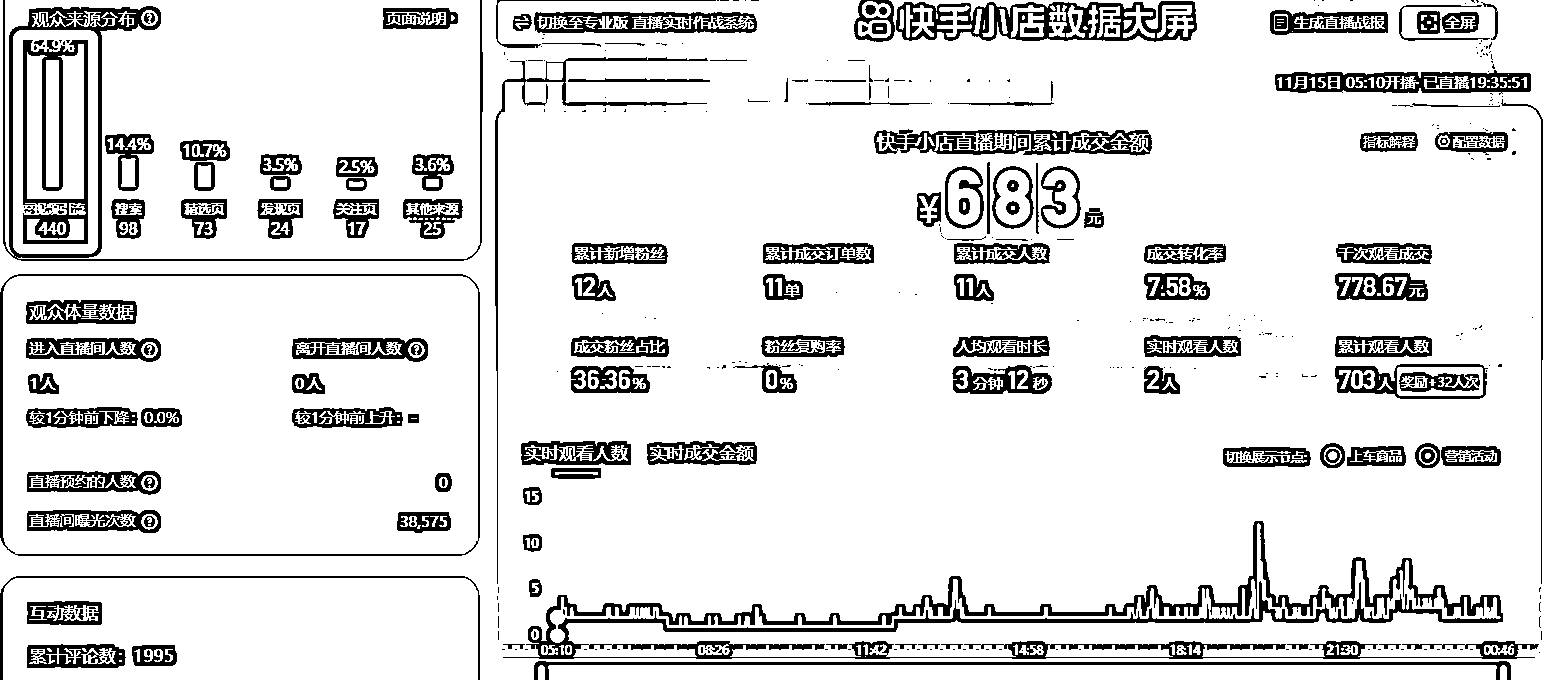 观众来源分布 ?
页面说明›
64.9%
14.4%
10.7%
3.5%
2.5%
3.6%
搜索
精选页
发现页
关注页
其他来源
440
98
73
24
17
25
观众体量数据
进入直播间人数 ?
离开直播间人数 ?
1人
0人
较1分钟前下降: 0.0%
较1分钟前上升: -
直播预约的人数 ?
0
直播间曝光次数 ?
38,575
互动数据
累计评论数: 1995
切换至专业版 直播实时作战系统
快手小店数据大屏
生成直播战报
全屏
11月15日 05:10开播 已直播19:35:51
快手小店直播期间累计成交金额
指标解释
配置数据
¥683元
累计新增粉丝
累计成交订单数
累计成交人数
成交转化率
千次观看成交
12人
11单
11人
7.58%
778.67元
成交粉丝占比
粉丝复购率
人均观看时长
实时观看人数
累计观看人数
36.36%
0%
3分钟12秒
2人
703人
奖励:32人次
实时观看人数
实时成交金额
切换展示节点:
上车商品
营销活动
15
10
5
0
05:10
08:26
11:42
14:58
18:14
21:30
00:46